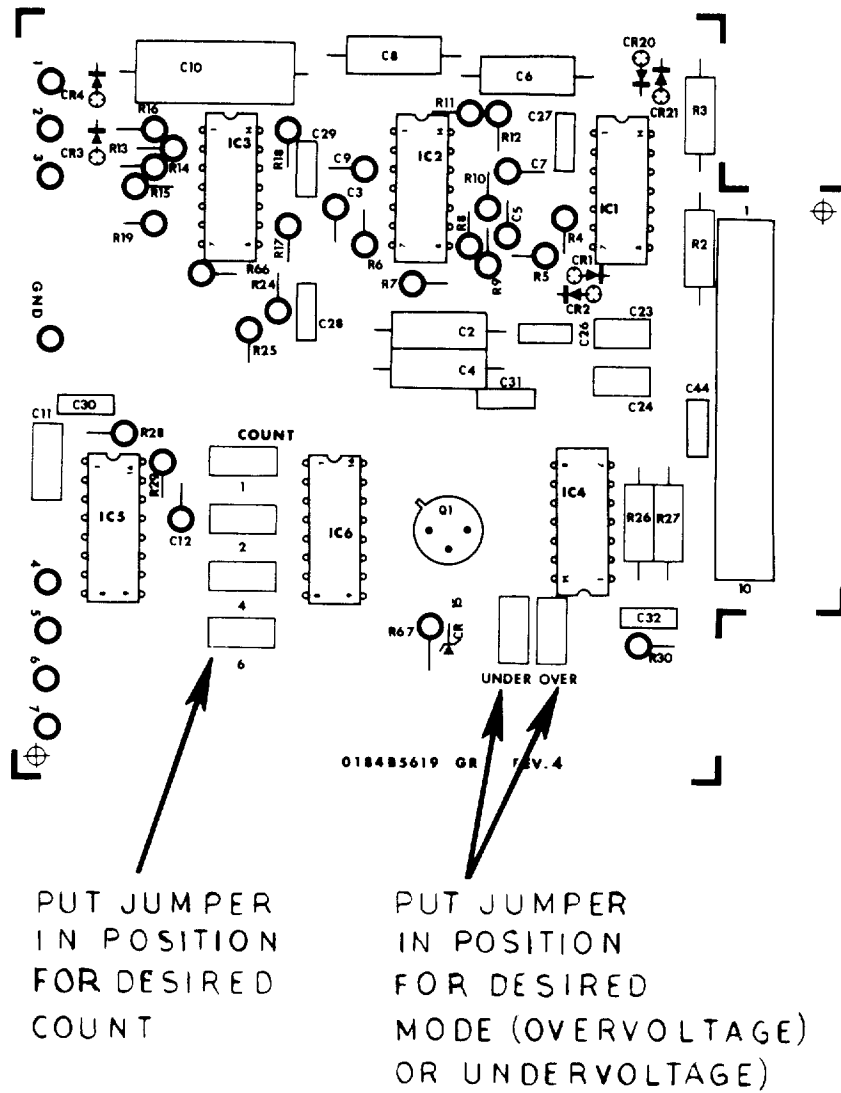 CR20
C8
C10
C6
1
CR4
CR21
R3
R11
R16
2
IC3
C29
R12
C27
R13
CR3
R18
IC2
IC1
3
R14
C9
R10
C7
R15
C3
1
R19
R17
R8
C5
R4
R2
R6
R5
R66
R9
CR1
R24
R7
CR2
GND
C28
C2
C26
C23
R25
C4
C31
C24
C44
C30
C11
R28
COUNT
R29
1
IC5
IC6
Q1
IC4
R26
R27
C12
2
4
4
10
5
R67
CR
15
C32
6
R30
6
UNDER OVER
7
0184B5619 GR EV.4
PUT JUMPER
IN POSITION
FOR DESIRED
COUNT
PUT JUMPER
IN POSITION
FOR DESIRED
MODE (OVERVOLTAGE)
OR UNDERVOLTAGE)